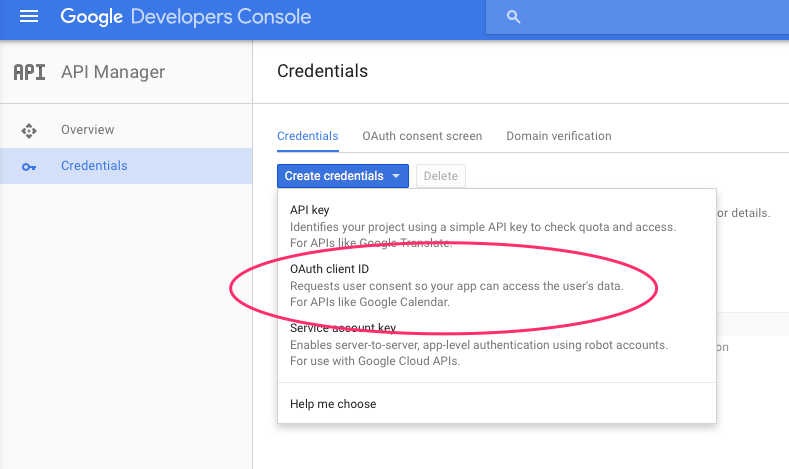 Google Developers Console
API API Manager
Credentials
Overview
Credentials
Credentials OAuth consent screen Domain verification
Create credentials Delete
API key
Identifies your project using a simple API key to check quota and access.
or details.
For APIs like Google Translate.
OAuth client ID
Requests user consent so your app can access the user's data.
For APIs like Google Calendar.
Service account key
Enables server-to-server, app-level authentication using robot accounts.
on
For use with Google Cloud APIs.
Help me choose